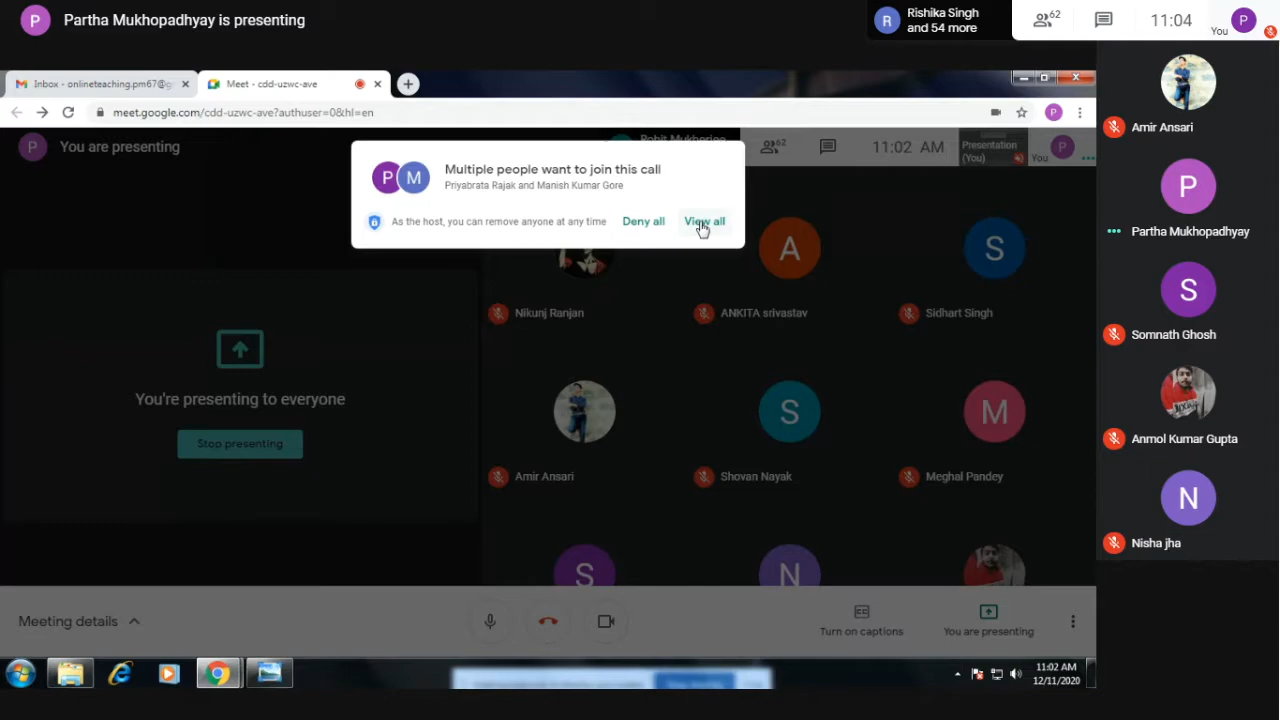 P Partha Mukhopadhyay is presenting
R Rishika Singh
and 54 more
62
11:04
You
P
Inbox - onlineteaching.pm67@g
Meet - cdd-uzwc-ave
meet.google.com/cdd-uzwc-ave?authuser=0&hl=en
P
P You are presenting
62
11:02 AM
Presentation
(You)
You
P
P M
Multiple people want to join this call
Priyabrata Rajak and Manish Kumar Gore
As the host, you can remove anyone at any time
Deny all
View all
You're presenting to everyone
Stop presenting
Nikunj Ranjan
A
ANKITA srivastav
S
Sidhart Singh
Amir Ansari
S
Shovan Nayak
M
Meghal Pandey
S
N
Amir Ansari
P
Partha Mukhopadhyay
S
Somnath Ghosh
Anmol Kumar Gupta
N
Nisha jha
Meeting details
CC
Turn on captions
You are presenting
11:02 AM
12/11/2020